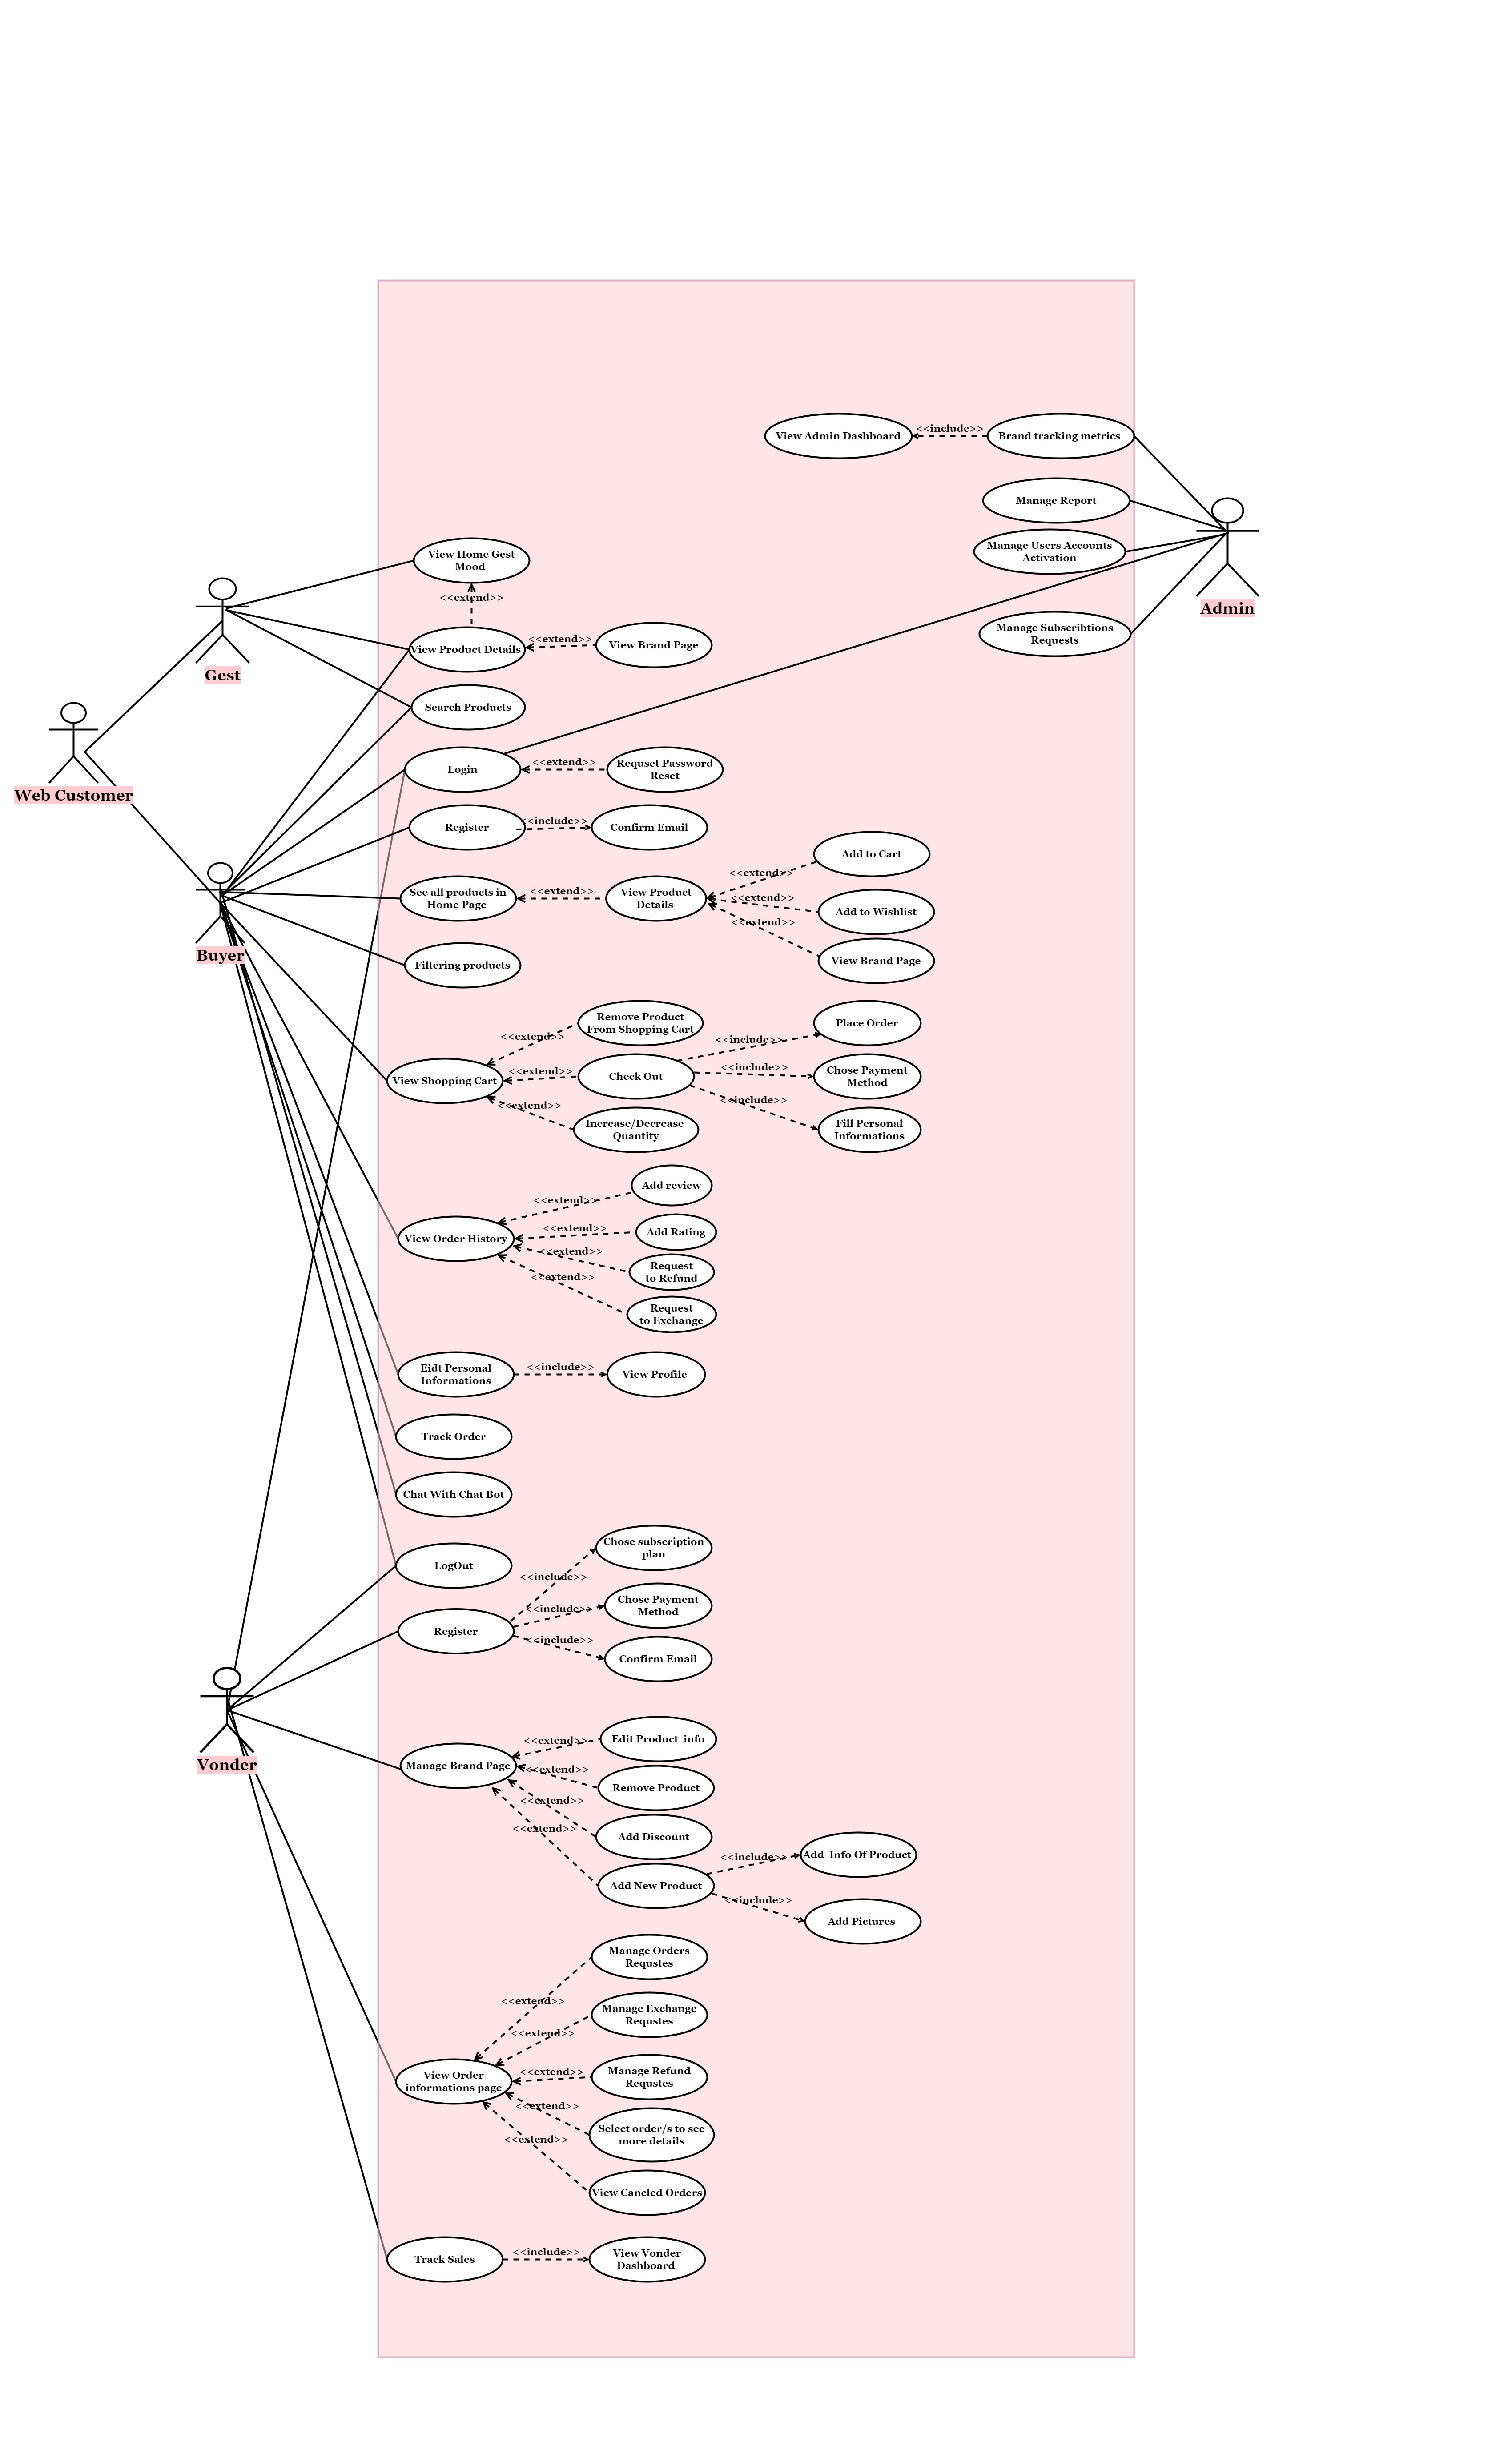 View Admin Dashboard
<<include>>
Brand tracking metrics
Manage Report
Manage Users Accounts
Activation
Admin
Manage Subscribtions
Requests
View Home Gest
Mood
<<extend>>
Gest
View Product Details
<<extend>>
View Brand Page
Search Products
Web Customer
Login
<<extend>>
Requset Password
Reset
Register
<<include>>
Confirm Email
Buyer
See all products in
Home Page
<<extend>>
View Product
Details
<<extend>>
Add to Cart
<<extend>>
Add to Wishlist
<<extend>>
View Brand Page
Filtering products
View Shopping Cart
<<extend>>
Remove Product
From Shopping Cart
<<extend>>
Check Out
<<extend>>
Increase/Decrease
Quantity
<<include>>
Place Order
<<include>>
Chose Payment
Method
<<include>>
Fill Personal
Informations
View Order History
<<extend>>
Add review
<<extend>>
Add Rating
<<extend>>
Request
to Refund
<<extend>>
Request
to Exchange
Eidt Personal
Informations
<<include>>
View Profile
Track Order
Chat With Chat Bot
LogOut
Register
<<include>>
Chose subscription
plan
<<include>>
Chose Payment
Method
<<include>>
Confirm Email
Vonder
Manage Brand Page
<<extend>>
Edit Product  info
<<extend>>
Remove Product
<<extend>>
Add Discount
<<extend>>
Add New Product
<<include>>
Add  Info Of Product
<<include>>
Add Pictures
View Order
informations page
<<extend>>
Manage Orders
Requstes
<<extend>>
Manage Exchange
Requstes
<<extend>>
Manage Refund
Requstes
<<extend>>
Select order/s to see
more details
<<extend>>
View Cancled Orders
Track Sales
<<include>>
View Vonder
Dashboard